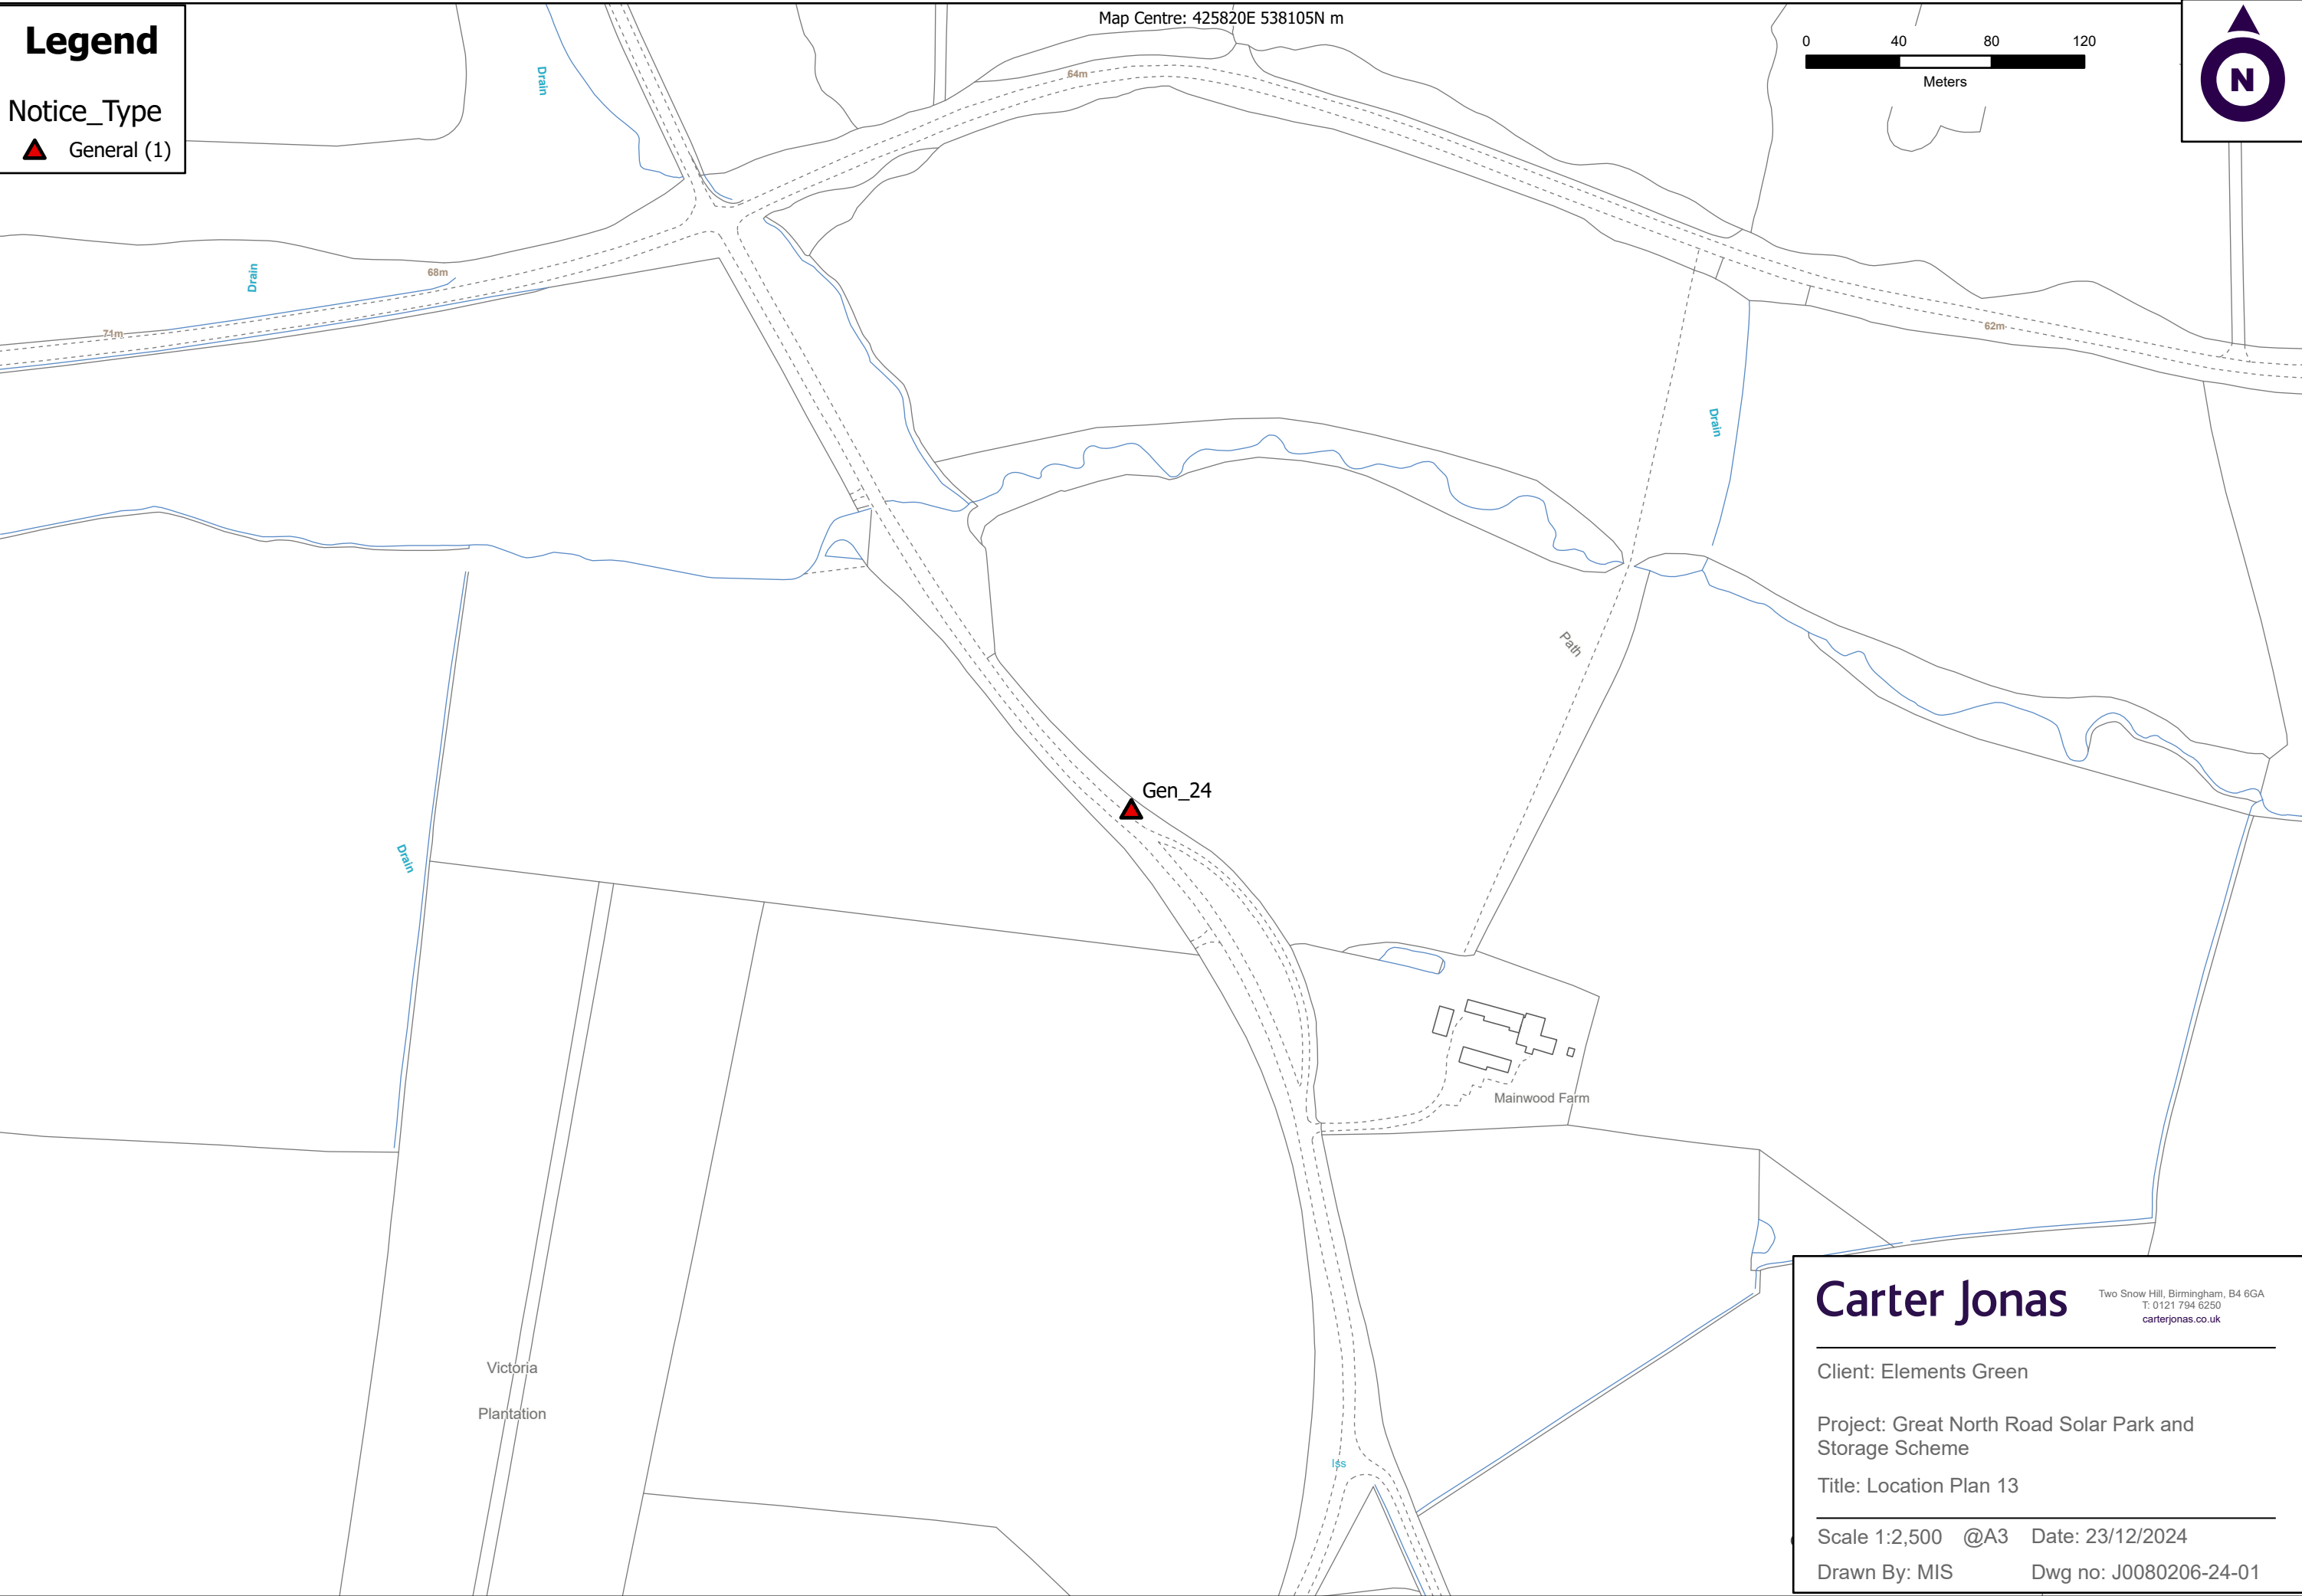 Legend
Notice_Type
General (1)
Map Centre: 425820E 538105N m
0 40 80 120
Meters
N
Drain
64m
Drain
68m
71m
62m
Drain
Path
Gen_24
Drain
Mainwood Farm
Victoria
Plantation
Iss
Carter Jonas
Two Snow Hill, Birmingham, B4 6GA
T: 0121 794 6250
carterjonas.co.uk
Client: Elements Green
Project: Great North Road Solar Park and
Storage Scheme
Title: Location Plan 13
Scale 1:2,500 @A3 Date: 23/12/2024
Drawn By: MIS Dwg no: J0080206-24-01